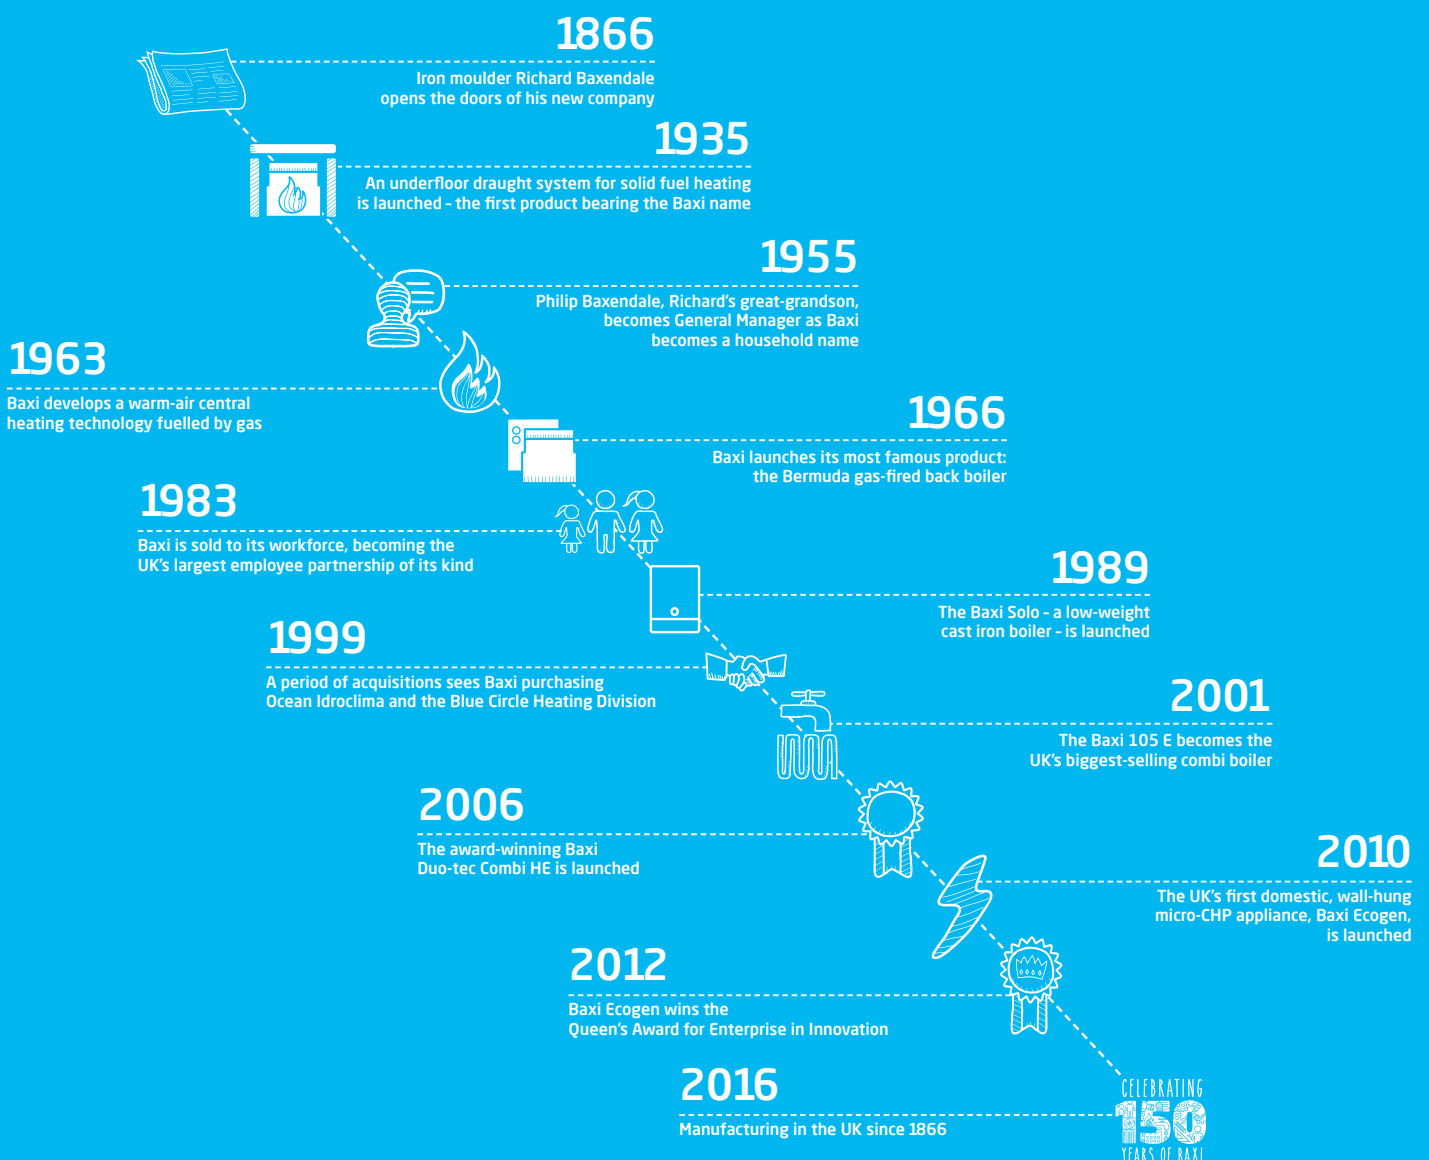 1866
Iron moulder Richard Baxendale
opens the doors of his new company
1935
An underfloor draught system for solid fuel heating
is launched – the first product bearing the Baxi name
1955
Philip Baxendale, Richard's great-grandson,
becomes General Manager as Baxi
becomes a household name
1963
Baxi develops a warm-air central
heating technology fuelled by gas
1966
Baxi launches its most famous product:
the Bermuda gas-fired back boiler
1983
Baxi is sold to its workforce, becoming the
UK's largest employee partnership of its kind
1989
The Baxi Solo – a low-weight
cast iron boiler – is launched
1999
A period of acquisitions sees Baxi purchasing
Ocean Idroclima and the Blue Circle Heating Division
2001
The Baxi 105 E becomes the
UK's biggest-selling combi boiler
2006
The award-winning Baxi
Duo-tec Combi HE is launched
2010
The UK's first domestic, wall-hung
micro-CHP appliance, Baxi Ecogen,
is launched
2012
Baxi Ecogen wins the
Queen's Award for Enterprise in Innovation
2016
Manufacturing in the UK since 1866
CELEBRATING
150
YEARS OF BAXI